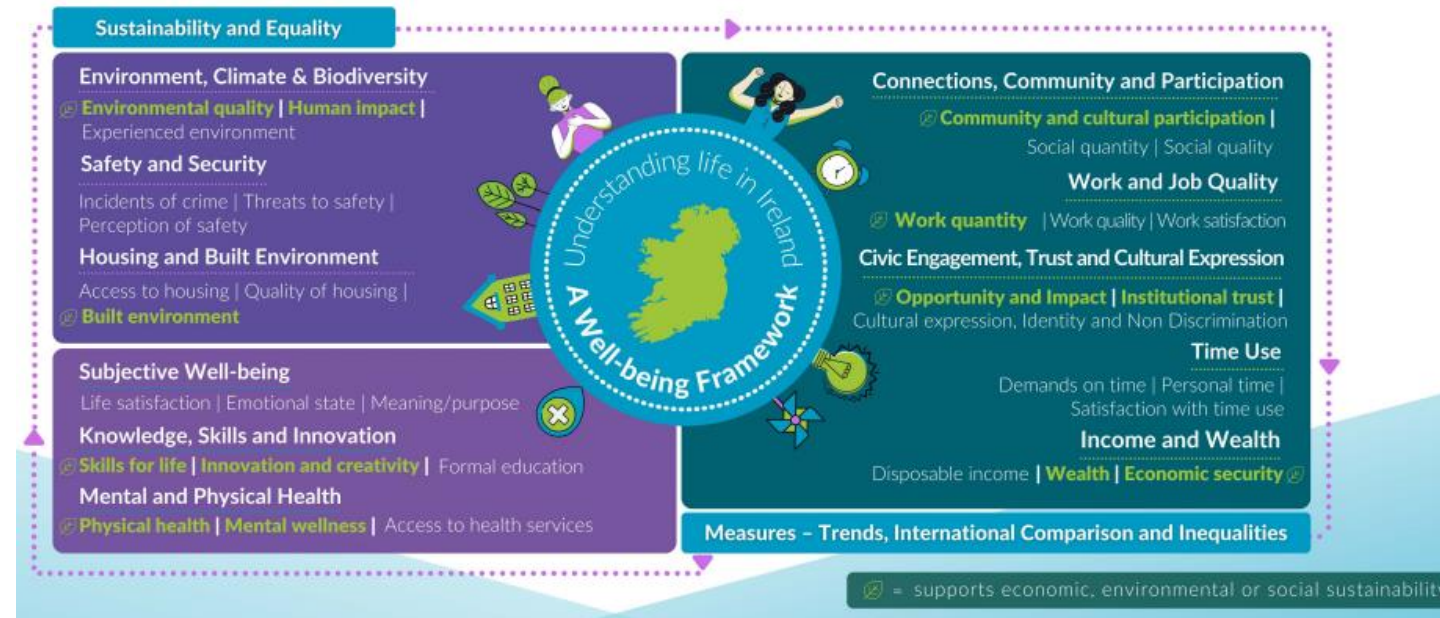 Sustainability and Equality
Environment, Climate & Biodiversity
Environmental quality | Human impact |
Experienced environment
Safety and Security
Incidents of crime | Threats to safety |
Perception of safety
Housing and Built Environment
Access to housing | Quality of housing |
Built environment
Subjective Well-being
Life satisfaction | Emotional state | Meaning/purpose
Knowledge, Skills and Innovation
Skills for life | Innovation and creativity | Formal education
Mental and Physical Health
Physical health | Mental wellness | Access to health services
Understanding life in Ireland
A Well-being Framework
Connections, Community and Participation
Community and cultural participation |
Social quantity | Social quality
Work and Job Quality
Work quantity | Work quality | Work satisfaction
Civic Engagement, Trust and Cultural Expression
Opportunity and Impact | Institutional trust |
Cultural expression, Identity and Non Discrimination
Time Use
Demands on time | Personal time |
Satisfaction with time use
Income and Wealth
Disposable income | Wealth | Economic security
Measures – Trends, International Comparison and Inequalities
= supports economic, environmental or social sustainability